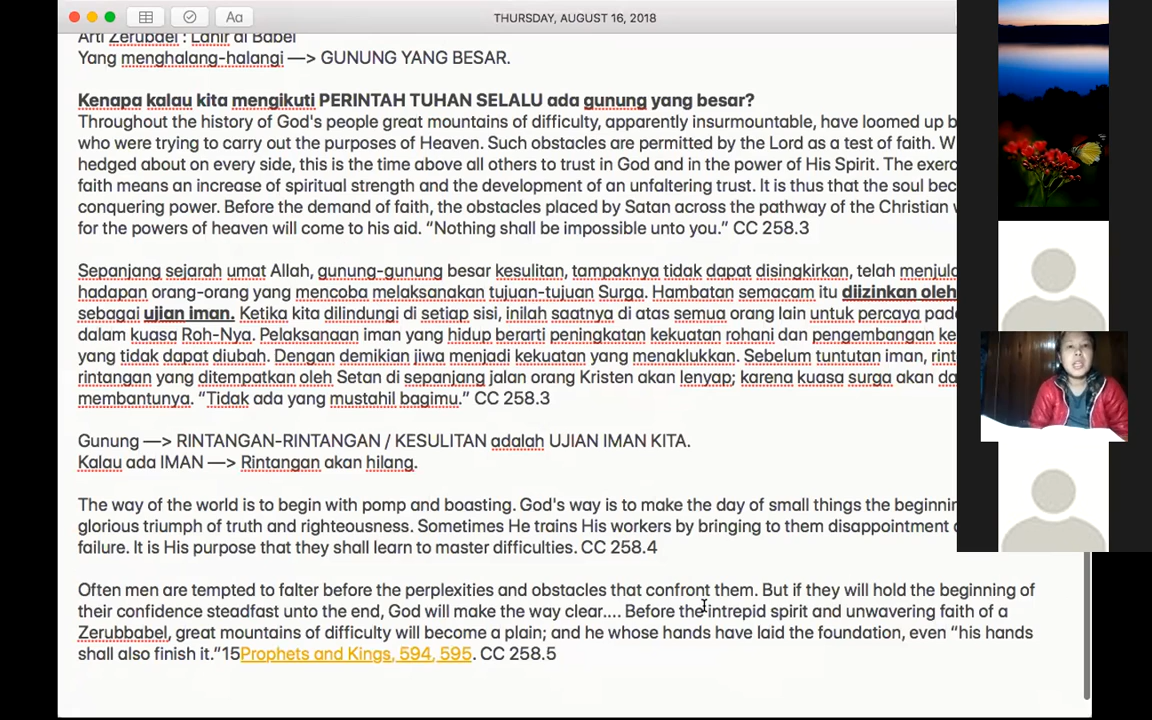 THURSDAY, AUGUST 16, 2018
Aa
Arti Zerubael : Lahir di Babel
Yang menghalang-halangi —> GUNUNG YANG BESAR.
Kenapa kalau kita mengikuti PERINTAH TUHAN SELALU ada gunung yang besar?
Throughout the history of God's people great mountains of difficulty, apparently insurmountable, have loomed up b
who were trying to carry out the purposes of Heaven. Such obstacles are permitted by the Lord as a test of faith. W
hedged about on every side, this is the time above all others to trust in God and in the power of His Spirit. The exerc
faith means an increase of spiritual strength and the development of an unfaltering trust. It is thus that the soul bec
conquering power. Before the demand of faith, the obstacles placed by Satan across the pathway of the Christian w
for the powers of heaven will come to his aid. “Nothing shall be impossible unto you.” CC 258.3
Sepanjang sejarah umat Allah, gunung-gunung besar kesulitan, tampaknya tidak dapat disingkirkan, telah menjula
hadapan orang-orang yang mencoba melaksanakan tujuan-tujuan Surga. Hambatan semacam itu diizinkan oleh
sebagai ujian iman. Ketika kita dilindungi di setiap sisi, inilah saatnya di atas semua orang lain untuk percaya pad
dalam kuasa Roh-Nya. Pelaksanaan iman yang hidup berarti peningkatan kekuatan rohani dan pengembangan ke
yang tidak dapat diubah. Dengan demikian jiwa menjadi kekuatan yang menaklukkan. Sebelum tuntutan iman, rint
rintangan yang ditempatkan oleh Setan di sepanjang jalan orang Kristen akan lenyap; karena kuasa surga akan da
membantunya. “Tidak ada yang mustahil bagimu.” CC 258.3
Gunung —> RINTANGAN-RINTANGAN / KESULITAN adalah UJIAN IMAN KITA.
Kalau ada IMAN —> Rintangan akan hilang.
The way of the world is to begin with pomp and boasting. God's way is to make the day of small things the beginnin
glorious triumph of truth and righteousness. Sometimes He trains His workers by bringing to them disappointment
failure. It is His purpose that they shall learn to master difficulties. CC 258.4
Often men are tempted to falter before the perplexities and obstacles that confront them. But if they will hold the beginning of
their confidence steadfast unto the end, God will make the way clear.... Before the intrepid spirit and unwavering faith of a
Zerubbabel, great mountains of difficulty will become a plain; and he whose hands have laid the foundation, even “his hands
shall also finish it.”15Prophets and Kings, 594, 595. CC 258.5